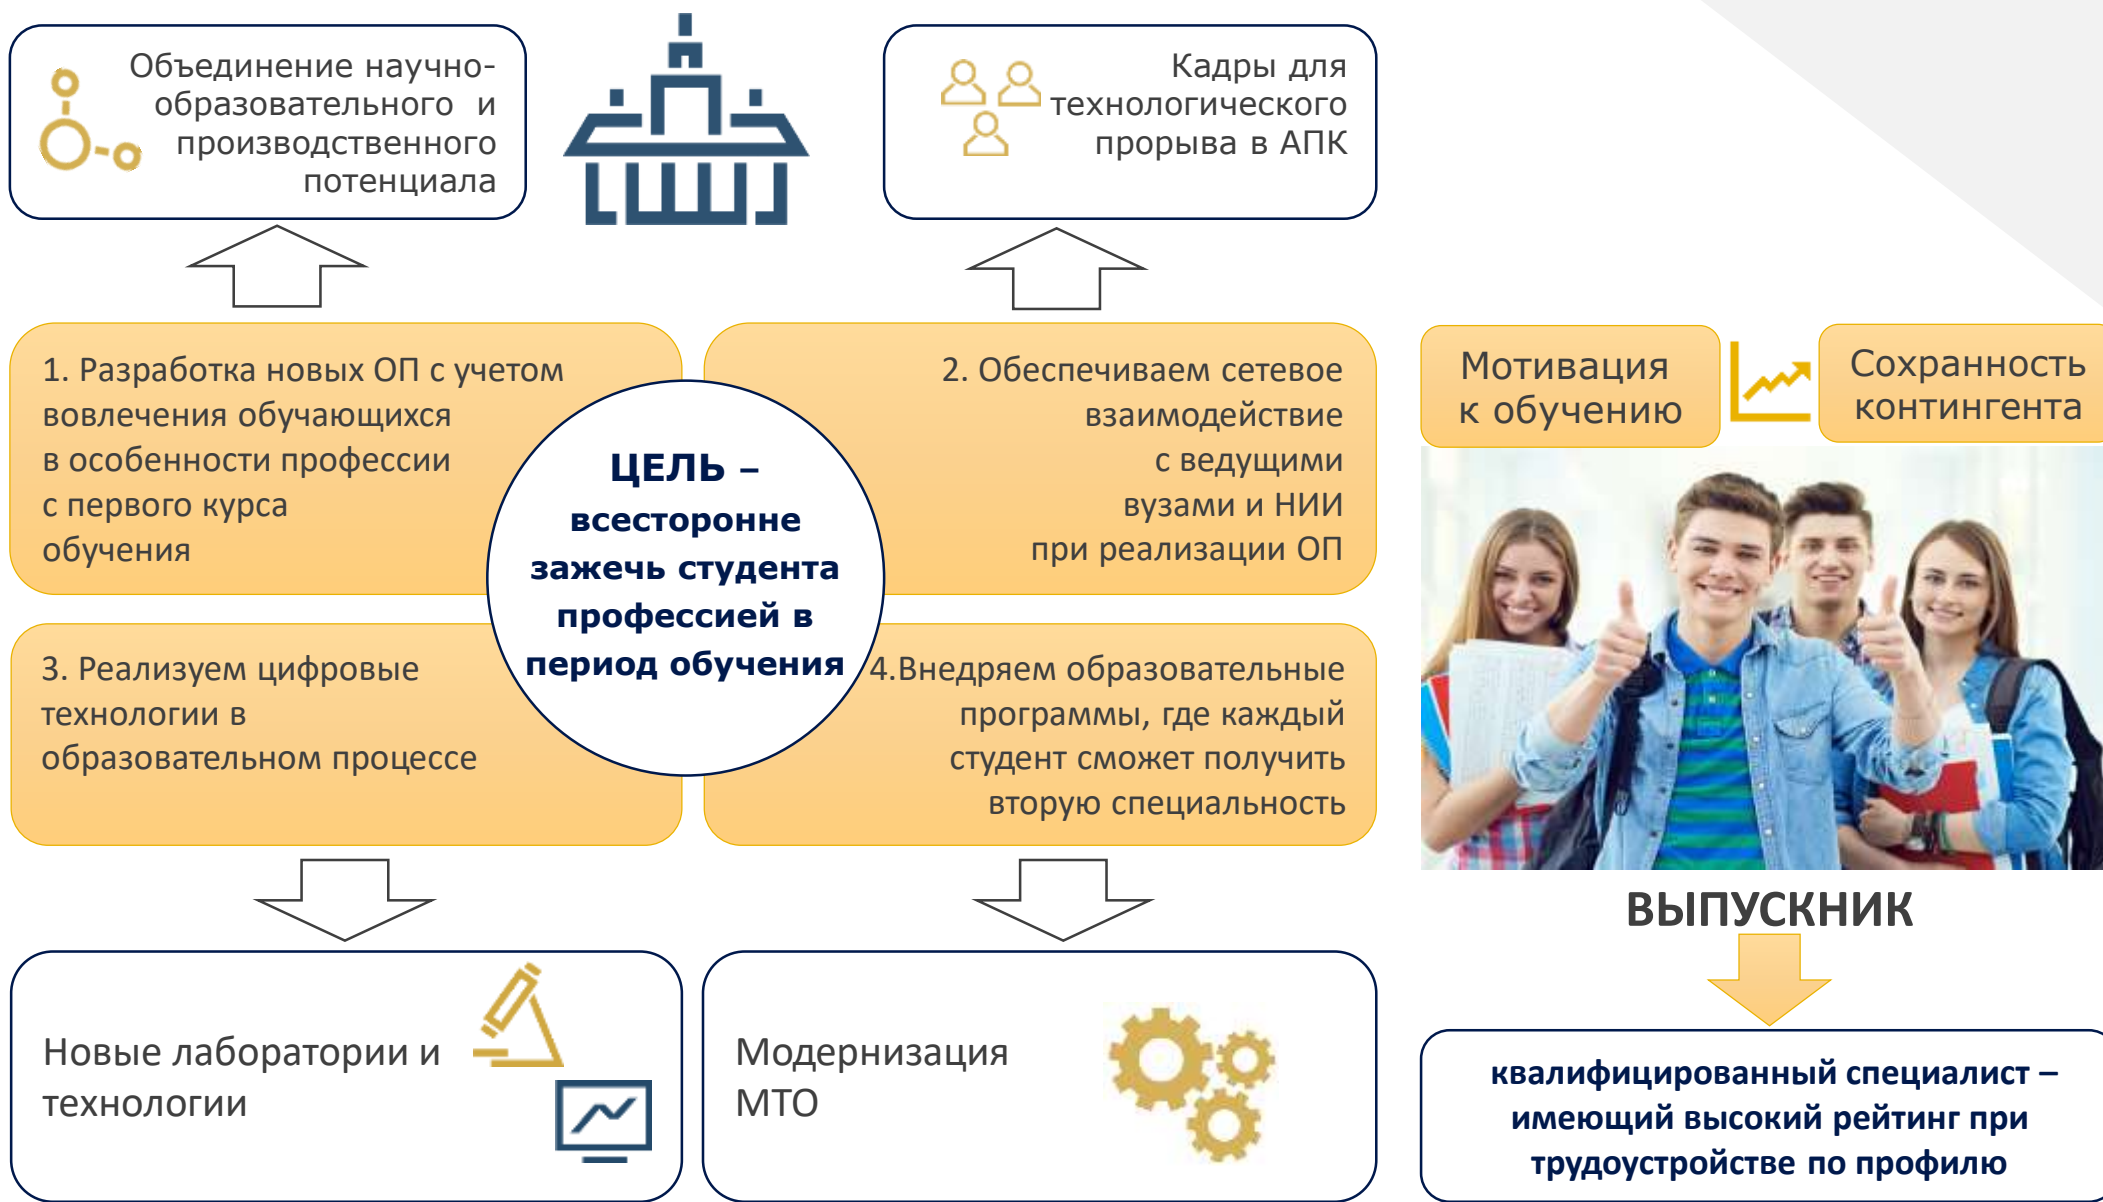 Объединение научно-
образовательного и
производственного
потенциала
Кадры для
технологического
прорыва в АПК
1. Разработка новых ОП с учетом
вовлечения обучающихся
в особенности профессии
с первого курса
обучения
2. Обеспечиваем сетевое
взаимодействие
с ведущими
вузами и НИИ
при реализации ОП
ЦЕЛЬ –
всесторонне
зажечь студента
профессией в
период обучения
3. Реализуем цифровые
технологии в
образовательном процессе
4.Внедряем образовательные
программы, где каждый
студент сможет получить
вторую специальность
Новые лаборатории и
технологии
Модернизация
МТО
Мотивация
к обучению
Сохранность
контингента
ВЫПУСКНИК
квалифицированный специалист –
имеющий высокий рейтинг при
трудоустройстве по профилю